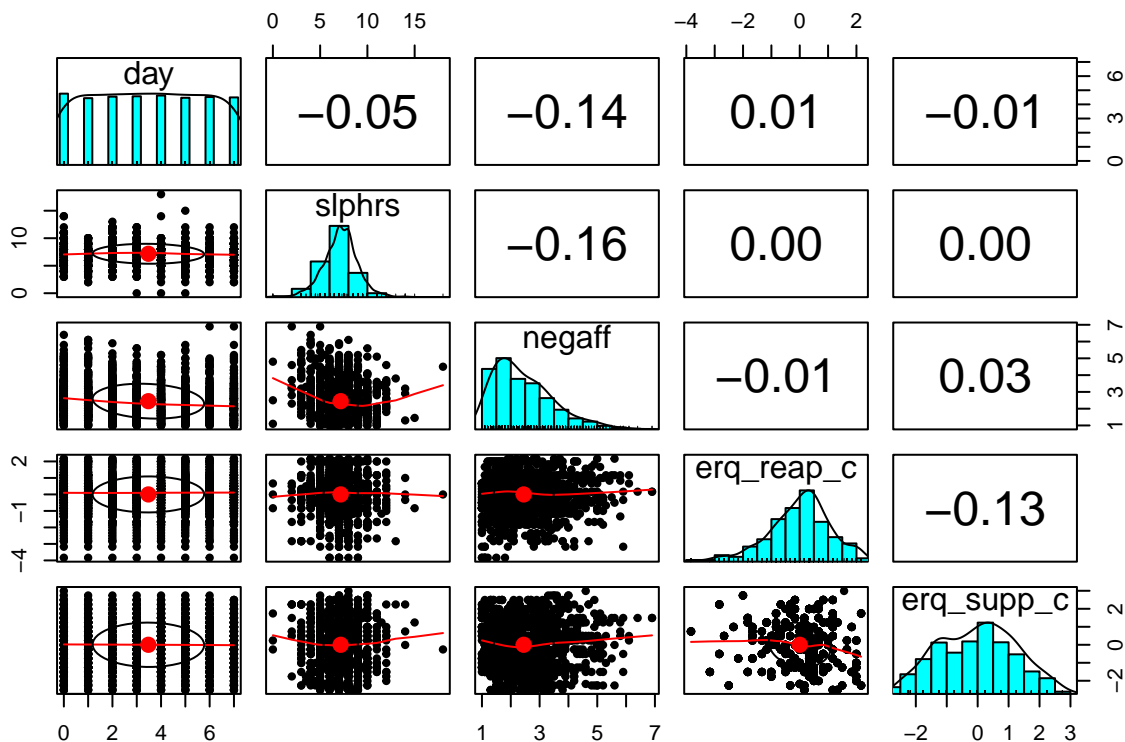 0 5 10 15 −4 −2 0 2
day −0.05 −0.14 0.01 −0.01 0 3 6
0 10 slphrs −0.16 0.00 0.00
negaff −0.01 0.03 1 3 5 7
−4 −1 2 erq_reap_c −0.13
erq_supp_c −2 0 2
0 2 4 6 1 3 5 7 −2 0 1 2 3